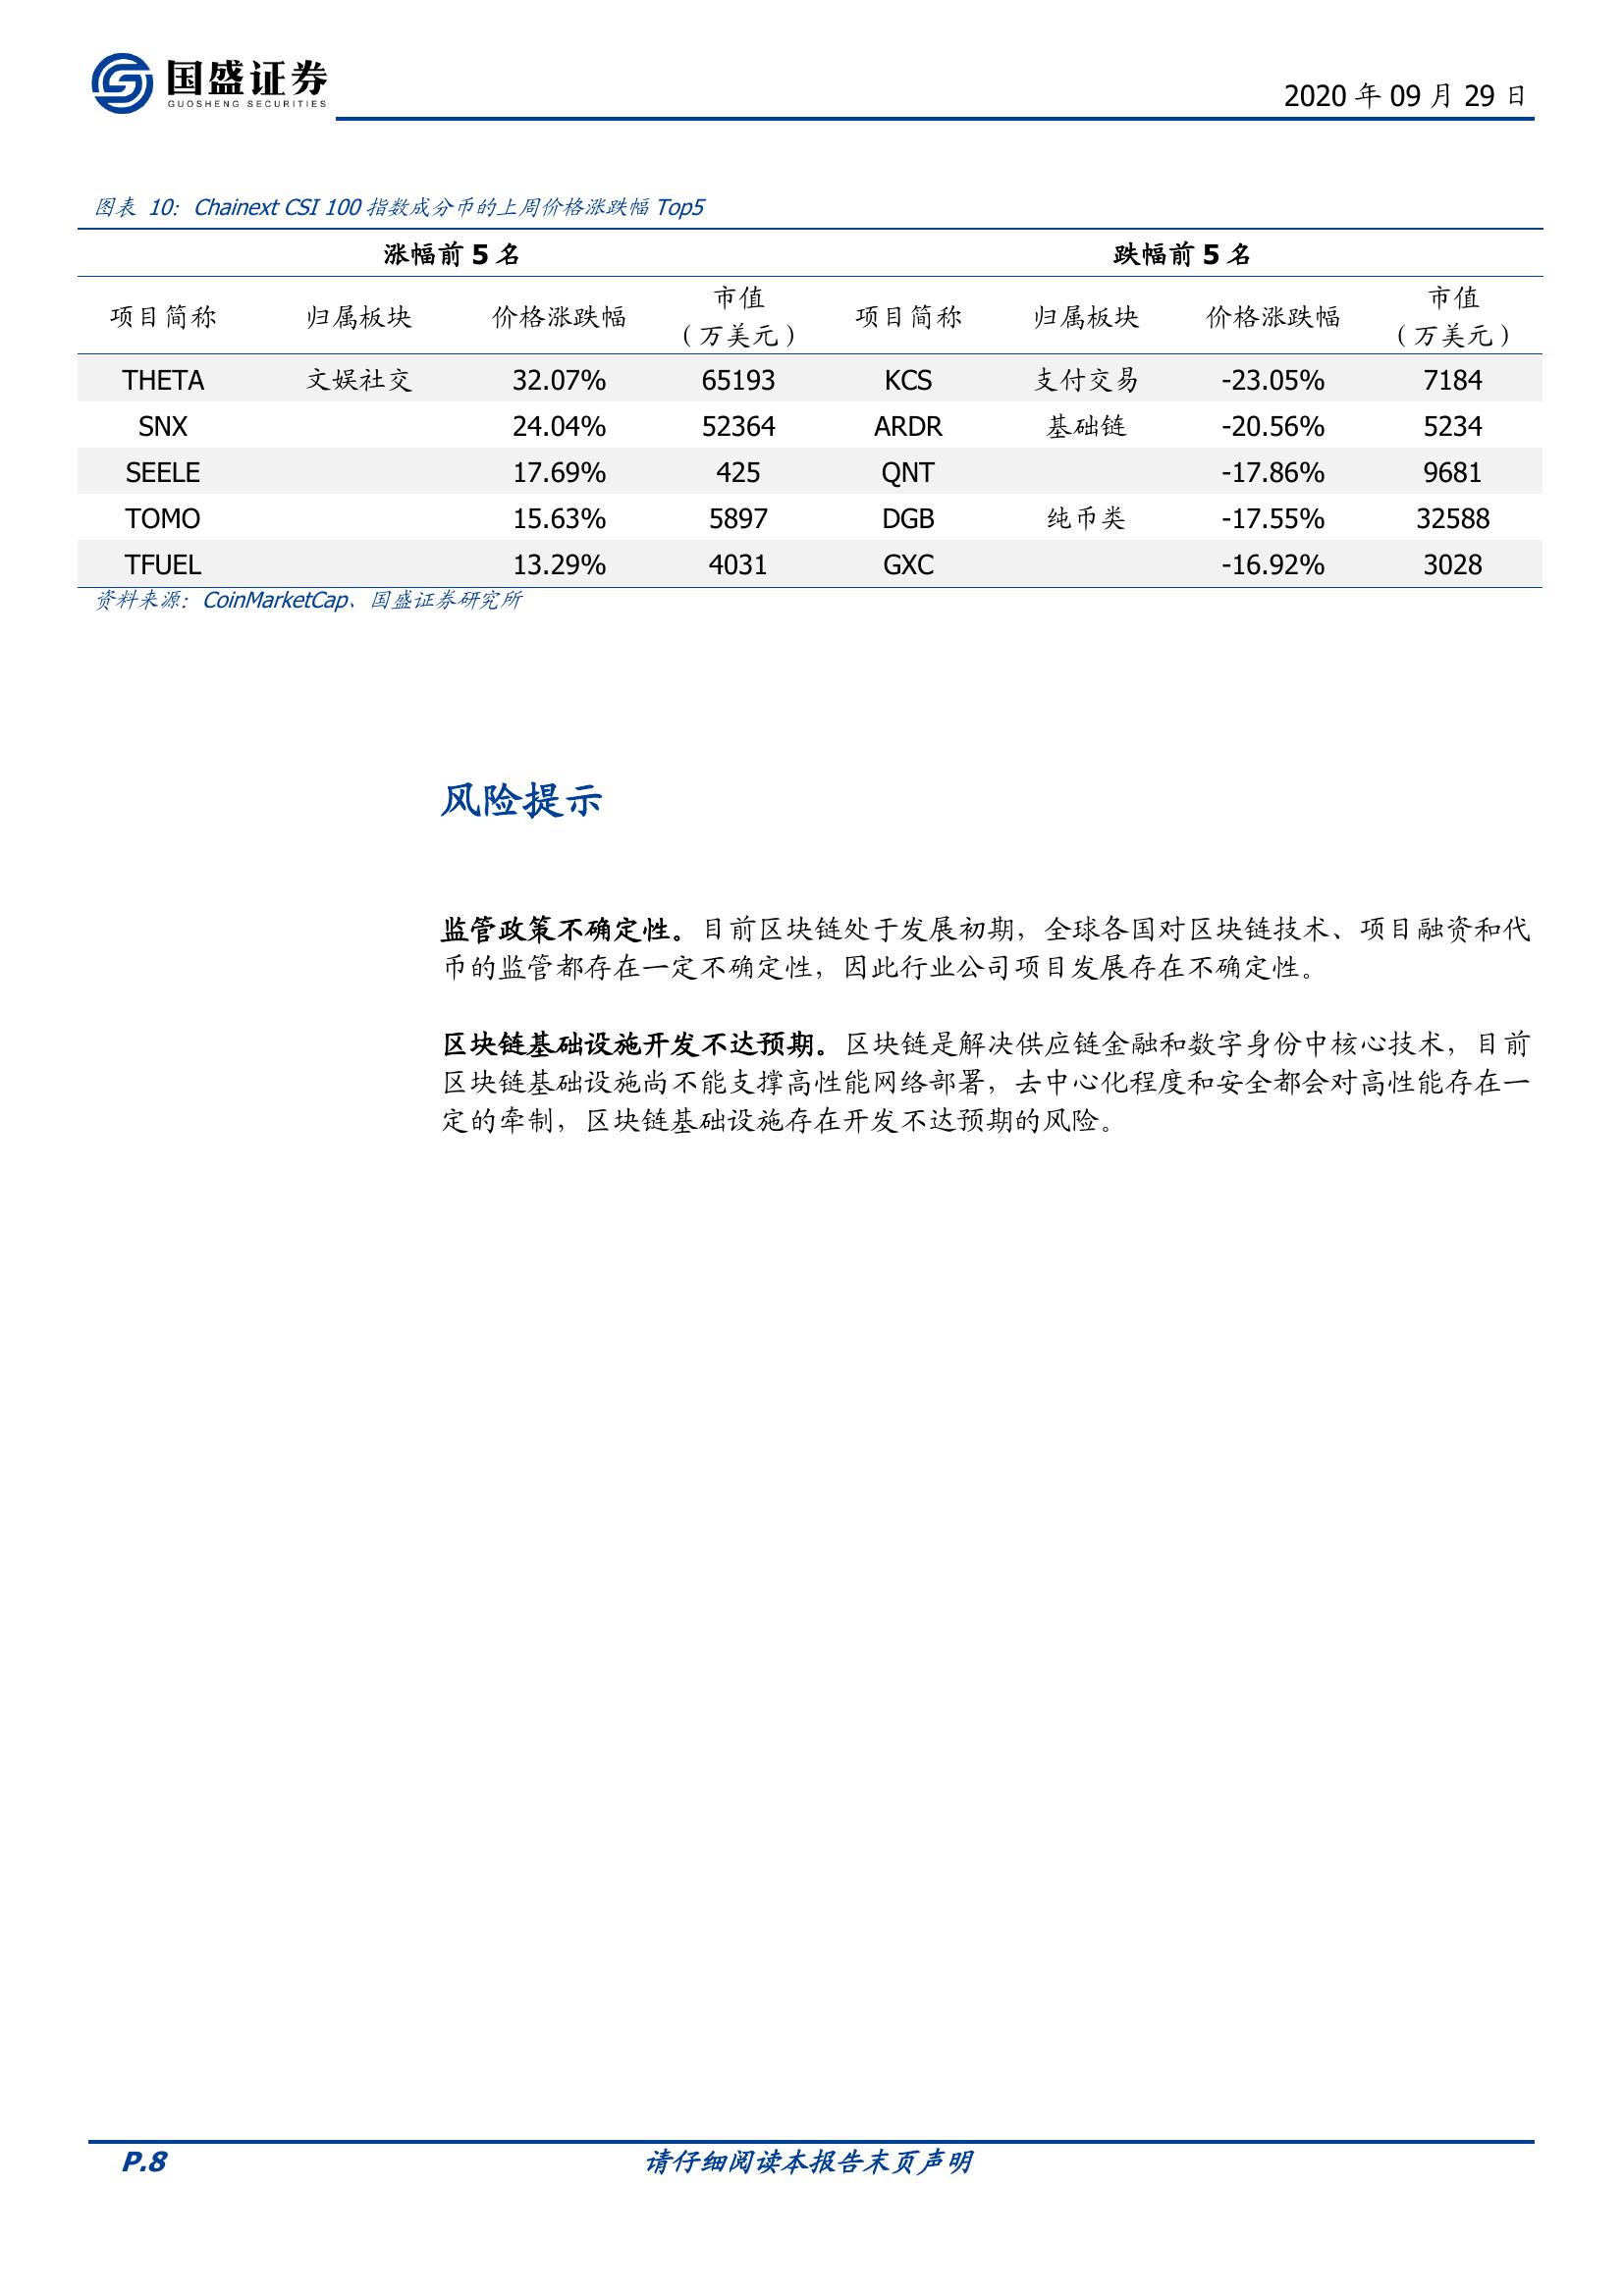 国盛证券
GUOSHENG SECURITIES
2020 年 09 月 29 日
图表 10：Chainext CSI 100 指数成分币的上周价格涨跌幅 Top5
涨幅前 5 名 跌幅前 5 名
项目简称 归属板块 价格涨跌幅 市值（万美元） 项目简称 归属板块 价格涨跌幅 市值（万美元）
THETA 文娱社交 32.07% 65193 KCS 支付交易 -23.05% 7184
SNX 24.04% 52364 ARDR 基础链 -20.56% 5234
SEELE 17.69% 425 QNT -17.86% 9681
TOMO 15.63% 5897 DGB 纯币类 -17.55% 32588
TFUEL 13.29% 4031 GXC -16.92% 3028
资料来源：CoinMarketCap、国盛证券研究所
风险提示
监管政策不确定性。目前区块链处于发展初期，全球各国对区块链技术、项目融资和代
币的监管都存在一定不确定性，因此行业公司项目发展存在不确定性。
区块链基础设施开发不达预期。区块链是解决供应链金融和数字身份中核心技术，目前
区块链基础设施尚不能支撑高性能网络部署，去中心化程度和安全都会对高性能存在一
定的牵制，区块链基础设施存在开发不达预期的风险。
P.8 请仔细阅读本报告末页声明